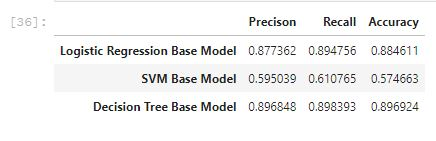 [36]:
Precison Recall Accuracy
Logistic Regression Base Model 0.877362 0.894756 0.884611
SVM Base Model 0.595039 0.610765 0.574663
Decision Tree Base Model 0.896848 0.898393 0.896924